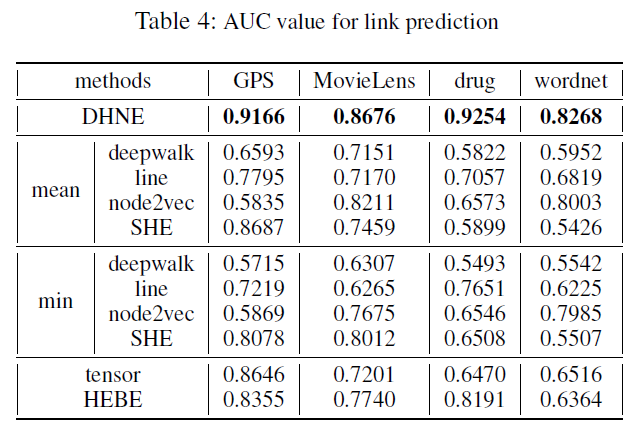 Table 4: AUC value for link prediction
methods GPS MovieLens drug wordnet
DHNE 0.9166 0.8676 0.9254 0.8268
deepwalk 0.6593 0.7151 0.5822 0.5952
line 0.7795 0.7170 0.7057 0.6819
mean
node2vec 0.5835 0.8211 0.6573 0.8003
SHE 0.8687 0.7459 0.5899 0.5426
deepwalk 0.5715 0.6307 0.5493 0.5542
line 0.7219 0.6265 0.7651 0.6225
min
node2vec 0.5869 0.7675 0.6546 0.7985
SHE 0.8078 0.8012 0.6508 0.5507
tensor 0.8646 0.7201 0.6470 0.6516
HEBE 0.8355 0.7740 0.8191 0.6364